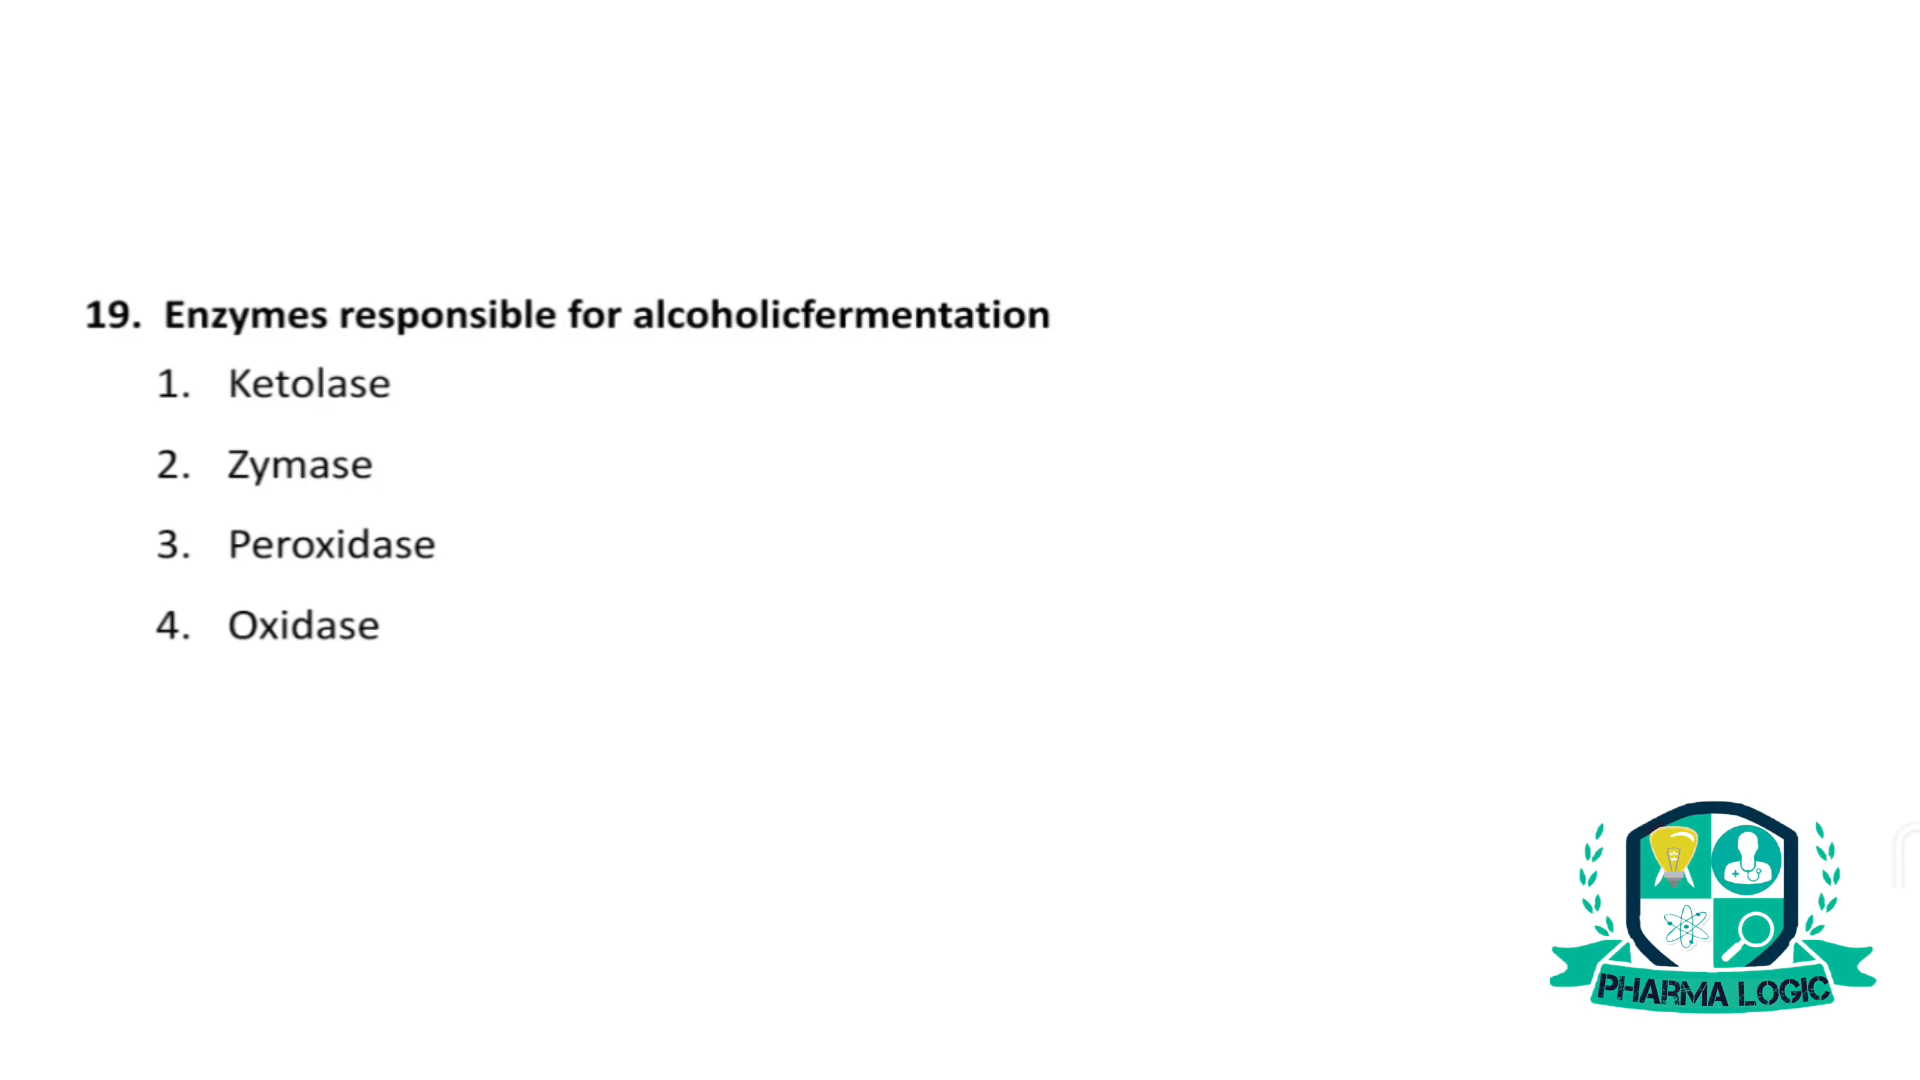 19. Enzymes responsible for alcoholicfermentation
1. Ketolase
2. Zymase
3. Peroxidase
4. Oxidase
PHARMA LOGIC